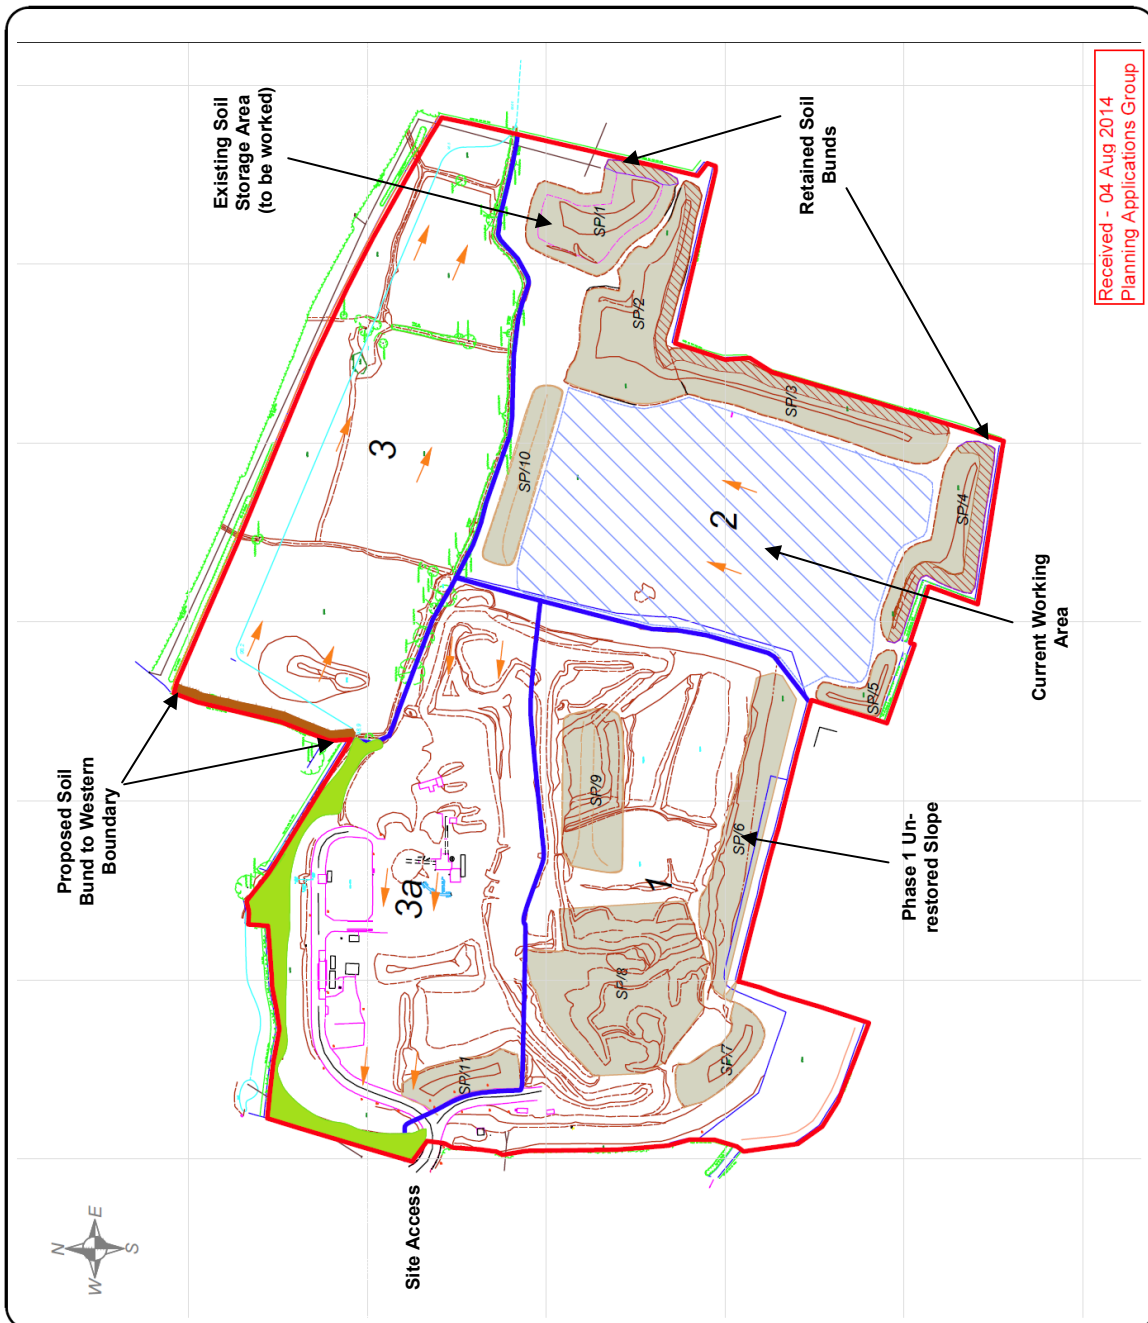 Existing Soil
Storage Area
(to be worked)
Retained Soil
Bunds
Received - 04 Aug 2014
Planning Applications Group
SP/1
SP/2
SP/3
3
SP/10
2
SP/4
Current Working
Area
SP/5
Proposed Soil
Bund to Western
Boundary
SP/9
SP/6
3a
1
Phase 1 Un-
restored Slope
SP/8
SP/7
SP/11
Site Access
N
E
S
W